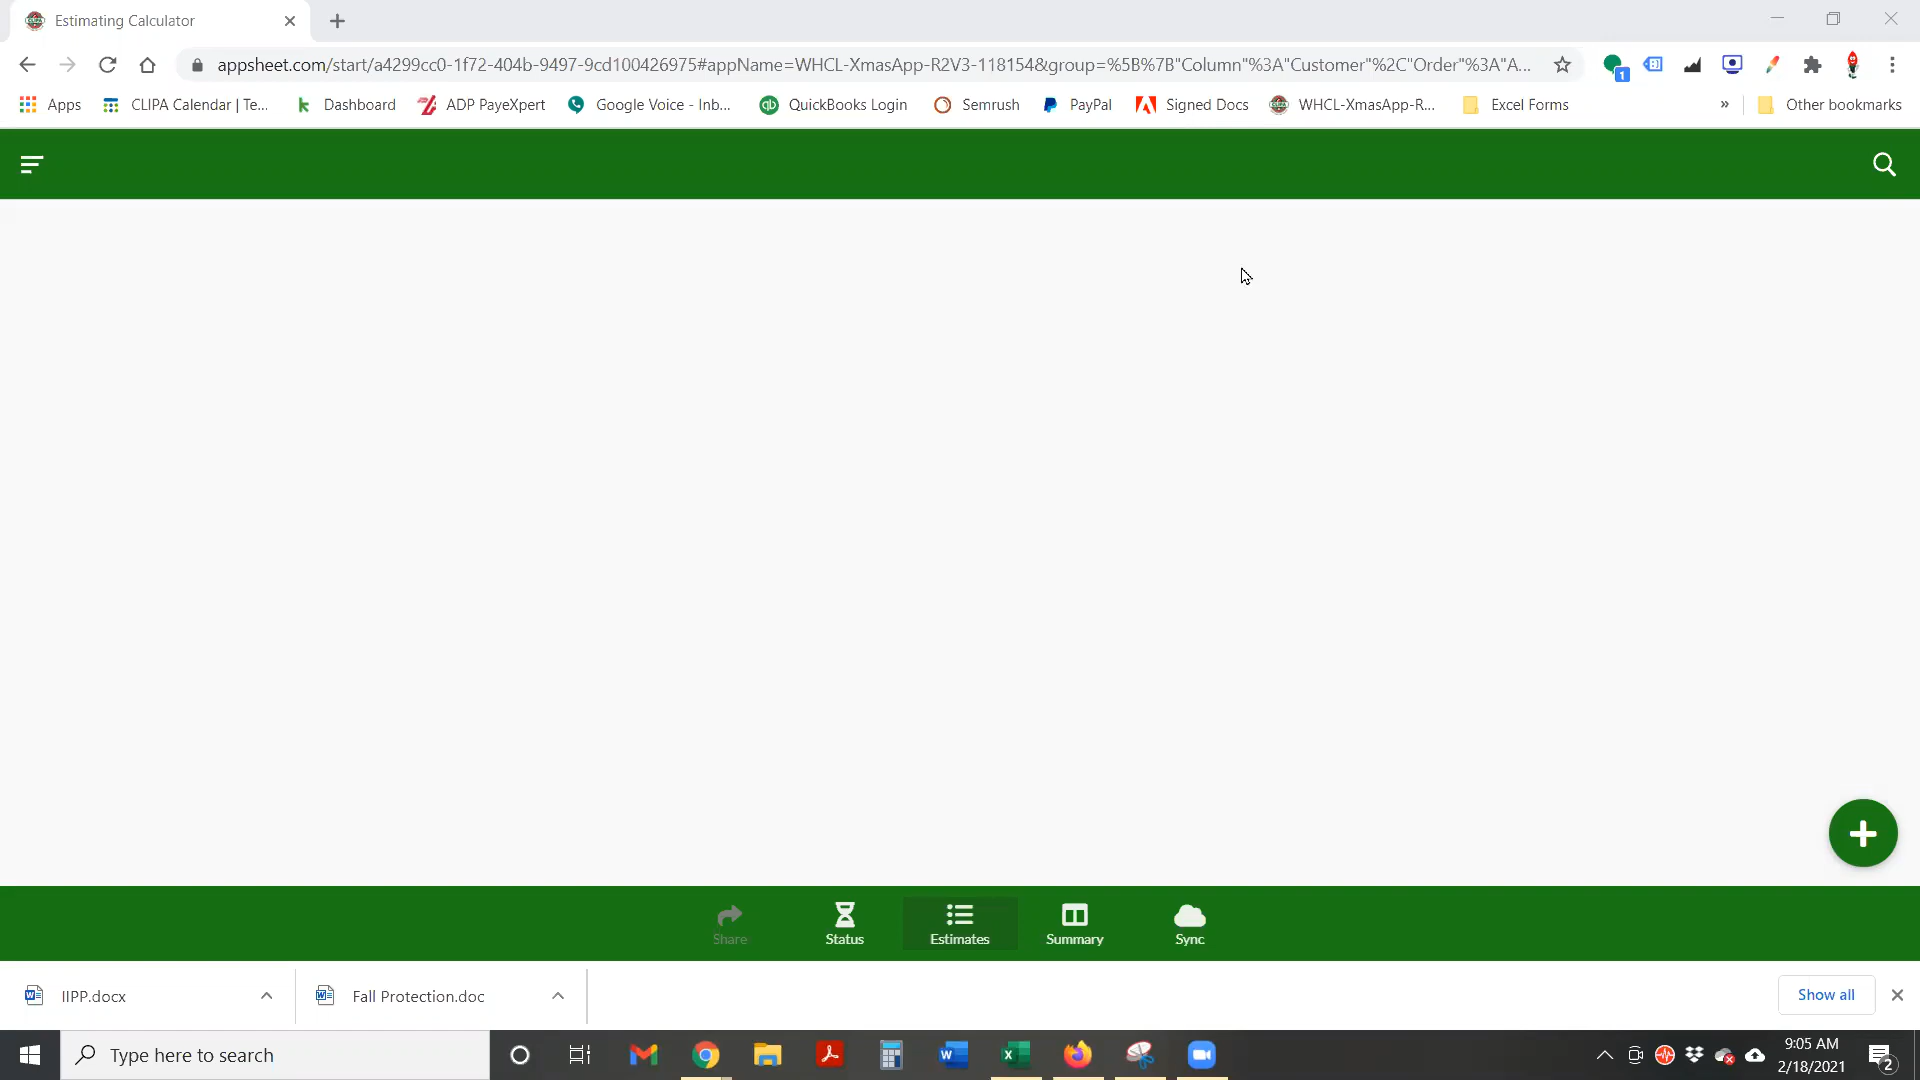 Estimating Calculator
appsheet.com/start/a4299cc0-1f72-404b-9497-9cd100426975#appName=WHCL-XmasApp-R2V3-118154&group=%5B%7B"Column"%3A"Customer"%2C"Order"%3A"A...
1
Apps
CLIPA Calendar | Te...
Dashboard
ADP PayeXpert
Google Voice - Inb...
QuickBooks Login
Semrush
PayPal
Signed Docs
WHCL-XmasApp-R...
Excel Forms
»
Other bookmarks
Share
Status
Estimates
Summary
Sync
IIPP.docx
Fall Protection.doc
Show all
Type here to search
9:05 AM
2/18/2021
2